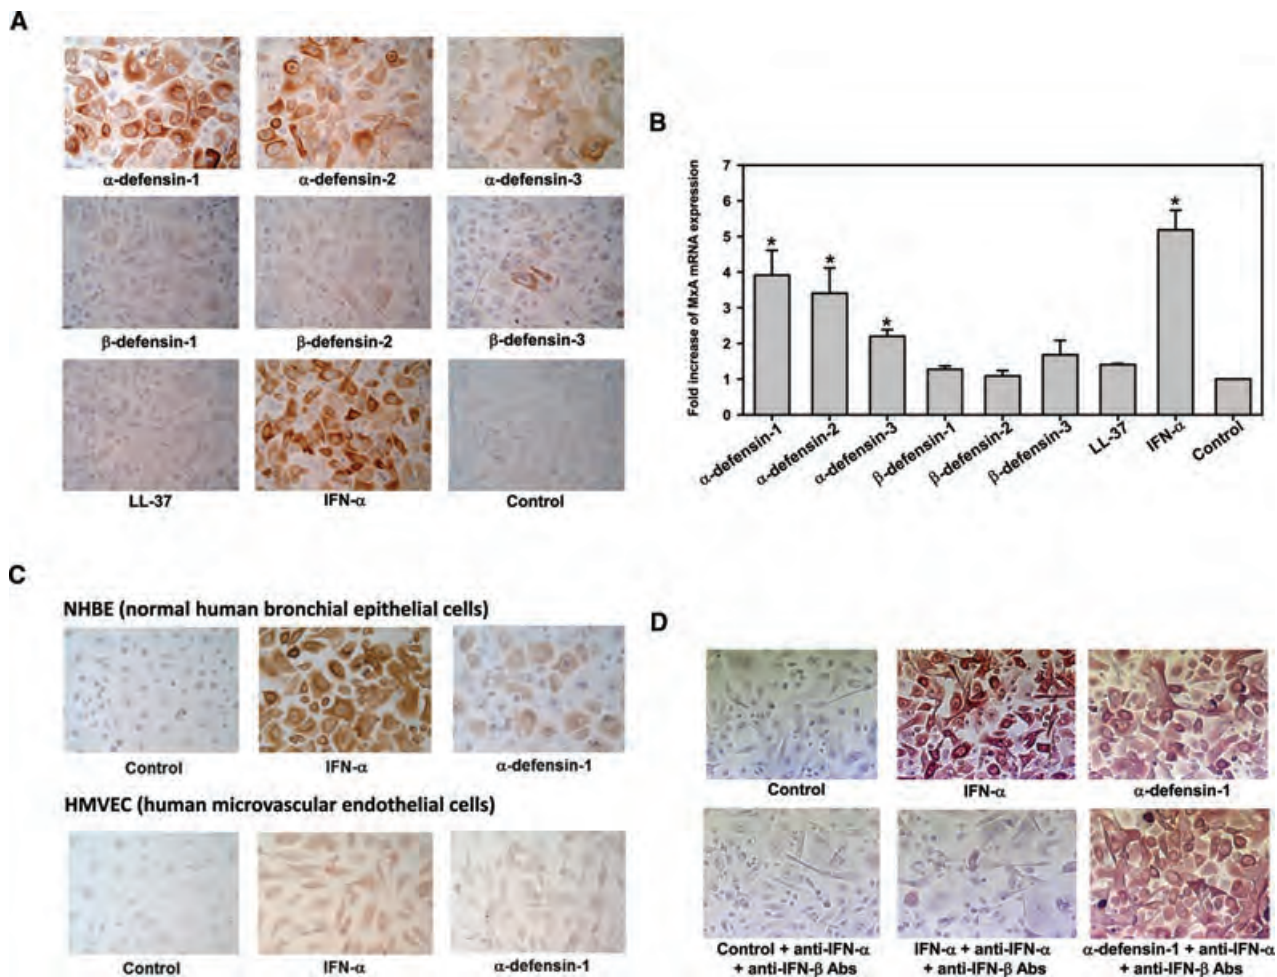 A
α-defensin-1 α-defensin-2 α-defensin-3
β-defensin-1 β-defensin-2 β-defensin-3
LL-37 IFN-α Control
B
Fold increase of MxA mRNA expression
7
6
5
4
3
2
1
0
* * * *
α-defensin-1 α-defensin-2 α-defensin-3 β-defensin-1 β-defensin-2 β-defensin-3 LL-37 IFN-α Control
C
NHBE (normal human bronchial epithelial cells)
Control IFN-α α-defensin-1
HMVEC (human microvascular endothelial cells)
Control IFN-α α-defensin-1
D
Control IFN-α α-defensin-1
Control + anti-IFN-α IFN-α + anti-IFN-α α-defensin-1 + anti-IFN-α
+ anti-IFN-β Abs + anti-IFN-β Abs + anti-IFN-β Abs